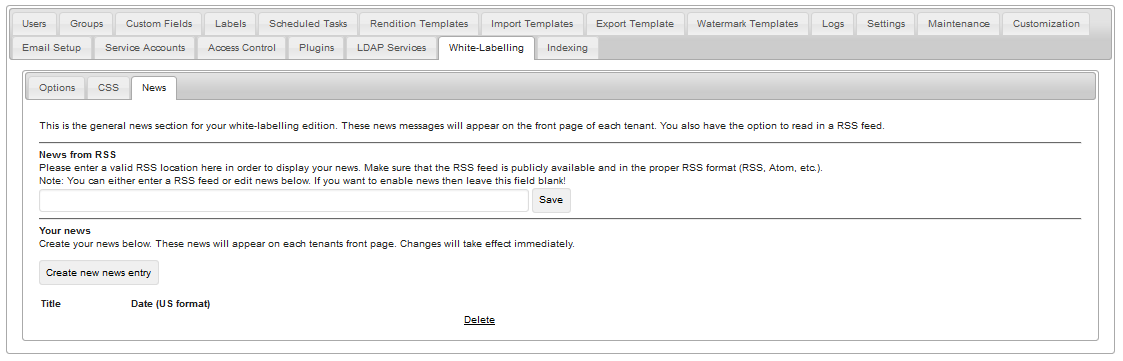 Users Groups Custom Fields Labels Scheduled Tasks Rendition Templates Import Templates Export Template Watermark Templates Logs Settings Maintenance Customization
Email Setup Service Accounts Access Control Plugins LDAP Services White-Labelling Indexing
Options CSS News
This is the general news section for your white-labelling edition. These news messages will appear on the front page of each tenant. You also have the option to read in a RSS feed.
News from RSS
Please enter a valid RSS location here in order to display your news. Make sure that the RSS feed is publicly available and in the proper RSS format (RSS, Atom, etc.).
Note: You can either enter a RSS feed or edit news below. If you want to enable news then leave this field blank!
Save
Your news
Create your news below. These news will appear on each tenants front page. Changes will take effect immediately.
Create new news entry
Title Date (US format)
Delete